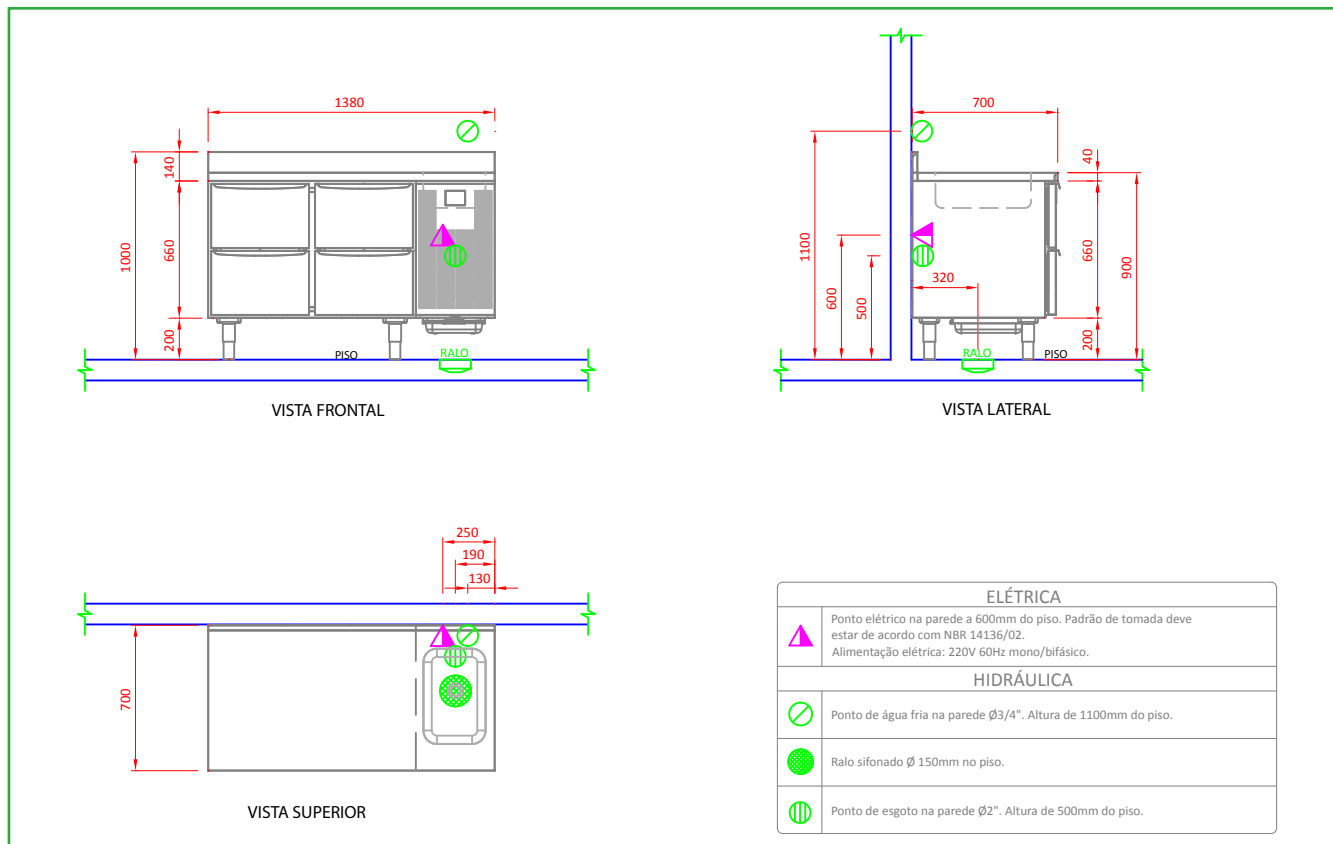 1380
140
1000
660
200
PISO
RALO
VISTA FRONTAL
700
40
1100
600
500
320
660
900
200
RALO
PISO
VISTA LATERAL
250
190
130
700
VISTA SUPERIOR
ELÉTRICA
Ponto elétrico na parede a 600mm do piso. Padrão de tomada deve
estar de acordo com NBR 14136/02.
Alimentação elétrica: 220V 60Hz mono/bifásico.
HIDRÁULICA
Ponto de água fria na parede Ø3/4". Altura de 1100mm do piso.
Ralo sifonado Ø 150mm no piso.
Ponto de esgoto na parede Ø2". Altura de 500mm do piso.